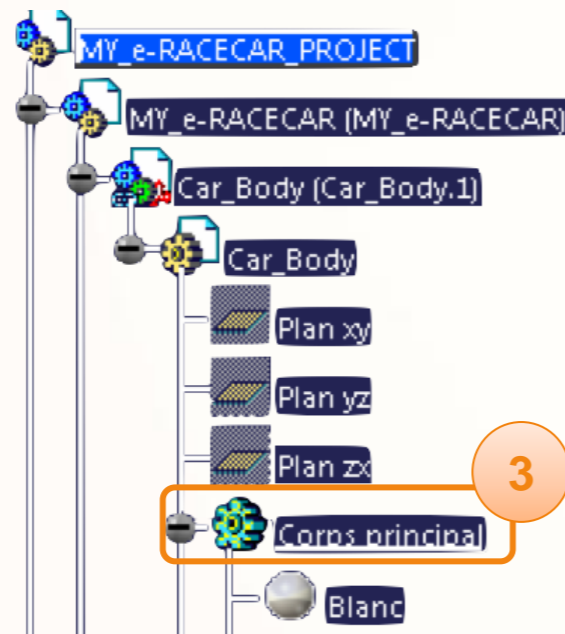 MY_e-RACECAR_PROJECT
MY_e-RACECAR (MY_e-RACECAR)
Car_Body (Car_Body.1)
Car_Body
Plan xy
Plan yz
Plan zx
3
Corps principal
Blanc